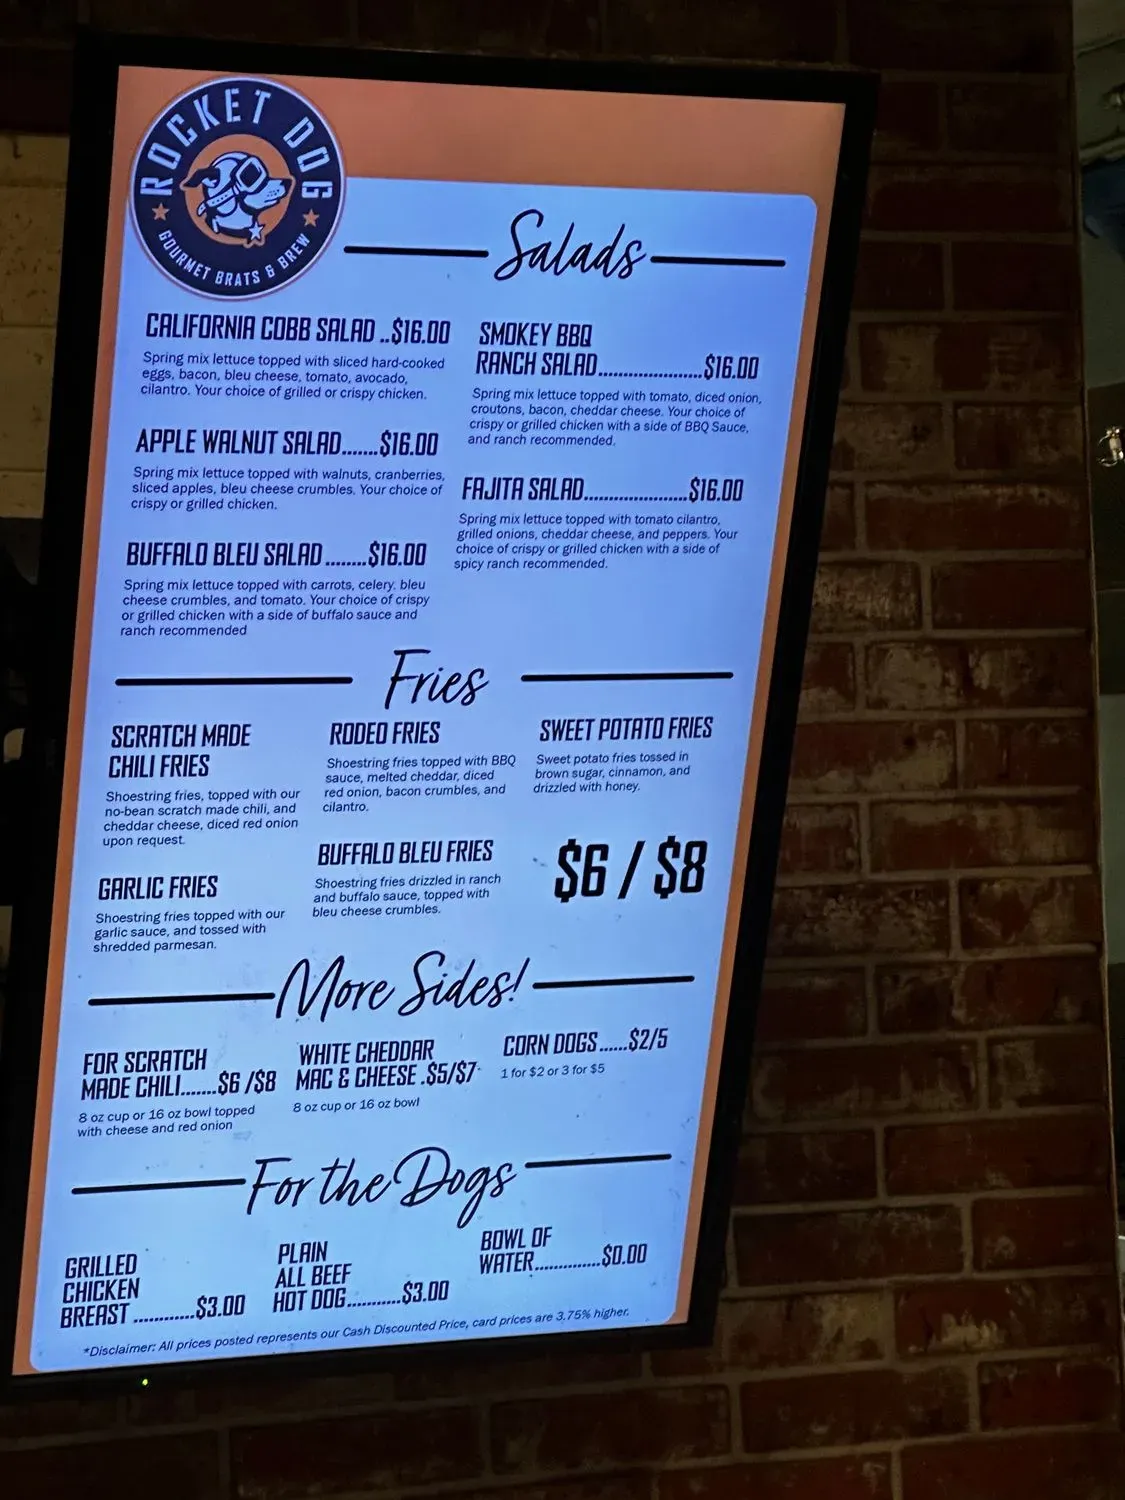 ROCKET DOG
GOURMET BRATS & BREW
Salads
CALIFORNIA COBB SALAD ..$16.00
Spring mix lettuce topped with sliced hard-cooked
eggs, bacon, bleu cheese, tomato, avocado,
cilantro. Your choice of grilled or crispy chicken.
APPLE WALNUT SALAD.......$16.00
Spring mix lettuce topped with walnuts, cranberries,
sliced apples, bleu cheese crumbles. Your choice of
crispy or grilled chicken.
BUFFALO BLEU SALAD ........$16.00
Spring mix lettuce topped with carrots, celery, bleu
cheese crumbles, and tomato. Your choice of crispy
or grilled chicken with a side of buffalo sauce and
ranch recommended
SMOKEY BBQ
RANCH SALAD......................$16.00
Spring mix lettuce topped with tomato, diced onion,
croutons, bacon, cheddar cheese. Your choice of
crispy or grilled chicken with a side of BBQ Sauce,
and ranch recommended.
FAJITA SALAD......................$16.00
Spring mix lettuce topped with tomato cilantro,
grilled onions, cheddar cheese, and peppers. Your
choice of crispy or grilled chicken with a side of
spicy ranch recommended.
Fries
SCRATCH MADE
CHILI FRIES
Shoestring fries, topped with our
no-bean scratch made chili, and
cheddar cheese, diced red onion
upon request.
GARLIC FRIES
Shoestring fries topped with our
garlic sauce, and tossed with
shredded parmesan.
RODEO FRIES
Shoestring fries topped with BBQ
sauce, melted cheddar, diced
red onion, bacon crumbles, and
cilantro.
BUFFALO BLEU FRIES
Shoestring fries drizzled in ranch
and buffalo sauce, topped with
bleu cheese crumbles.
SWEET POTATO FRIES
Sweet potato fries tossed in
brown sugar, cinnamon, and
drizzled with honey.
$6 / $8
More Sides!
FOR SCRATCH
MADE CHILI.......$6 /$8
8 oz cup or 16 oz bowl topped
with cheese and red onion
WHITE CHEDDAR
MAC & CHEESE .$5/$7
8 oz cup or 16 oz bowl
CORN DOGS ......$2/5
1 for $2 or 3 for $5
For the Dogs
GRILLED
CHICKEN
BREAST ............$3.00
PLAIN
ALL BEEF
HOT DOG...........$3.00
BOWL OF
WATER.............$0.00
*Disclaimer: All prices posted represents our Cash Discounted Price, card prices are 3.75% higher.